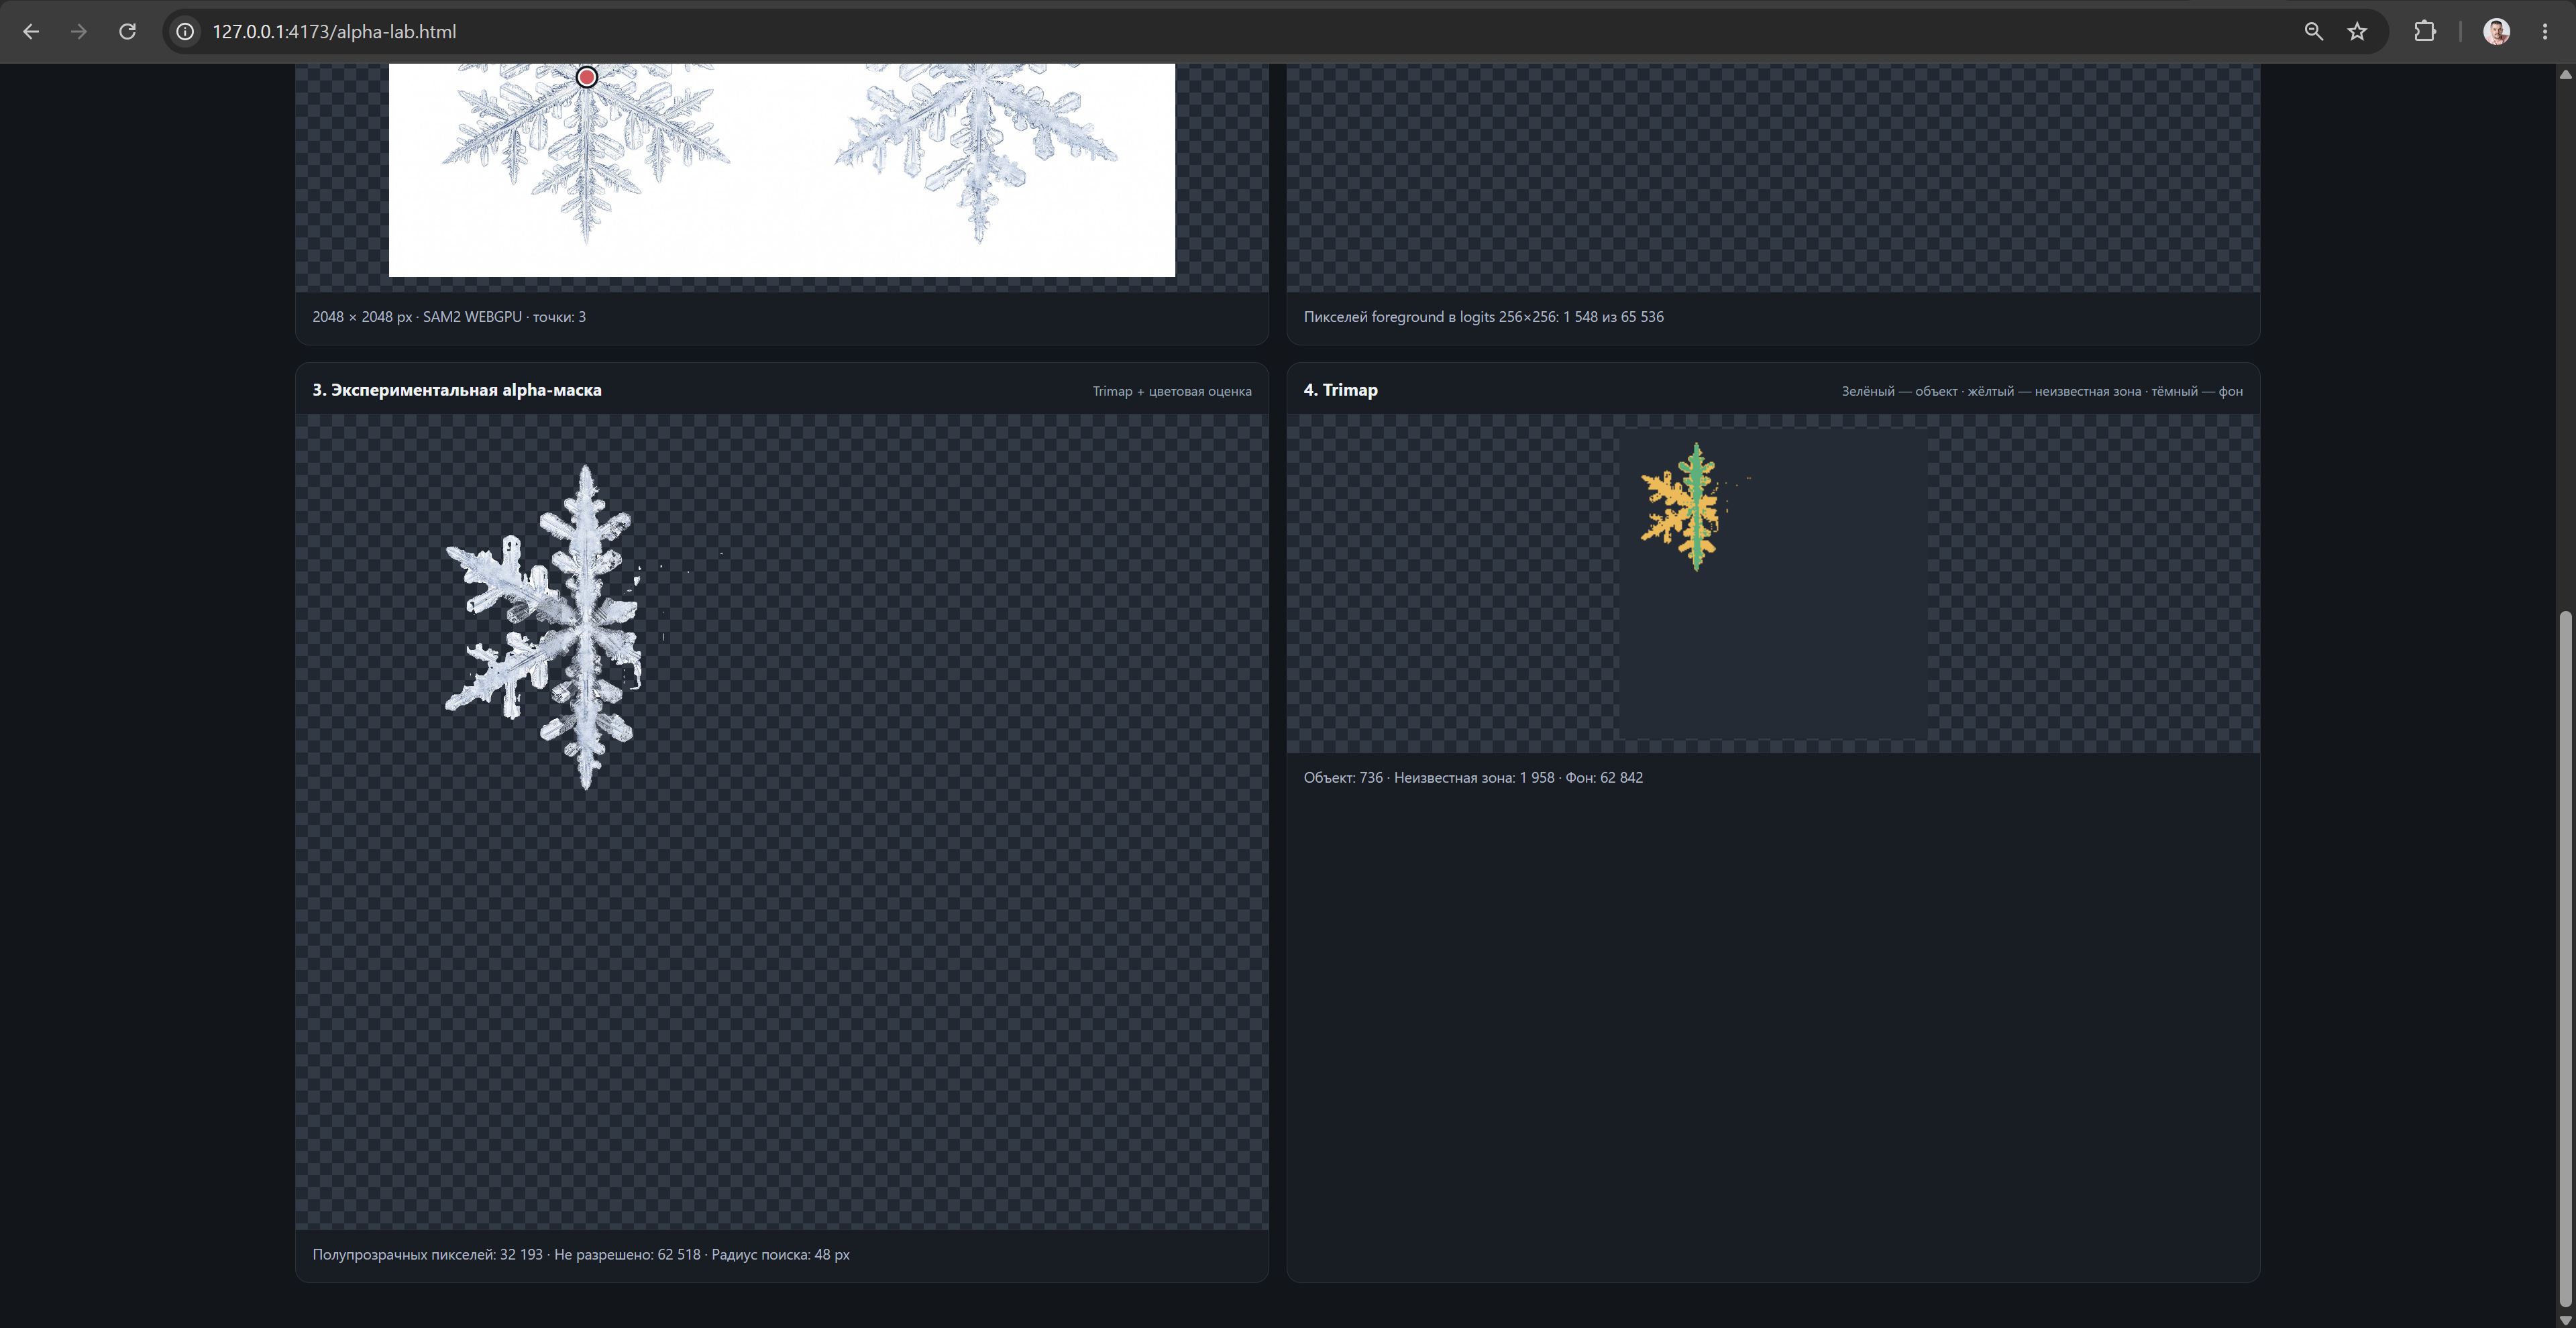 127.0.0.1:4173/alpha-lab.html
2048 × 2048 px · SAM2 WEBGPU · точки: 3
Пикселей foreground в logits 256×256: 1 548 из 65 536
3. Экспериментальная alpha-маска
Trimap + цветовая оценка
4. Trimap
Зелёный — объект · жёлтый — неизвестная зона · тёмный — фон
Объект: 736 · Неизвестная зона: 1 958 · Фон: 62 842
Полупрозрачных пикселей: 32 193 · Не разрешено: 62 518 · Радиус поиска: 48 px